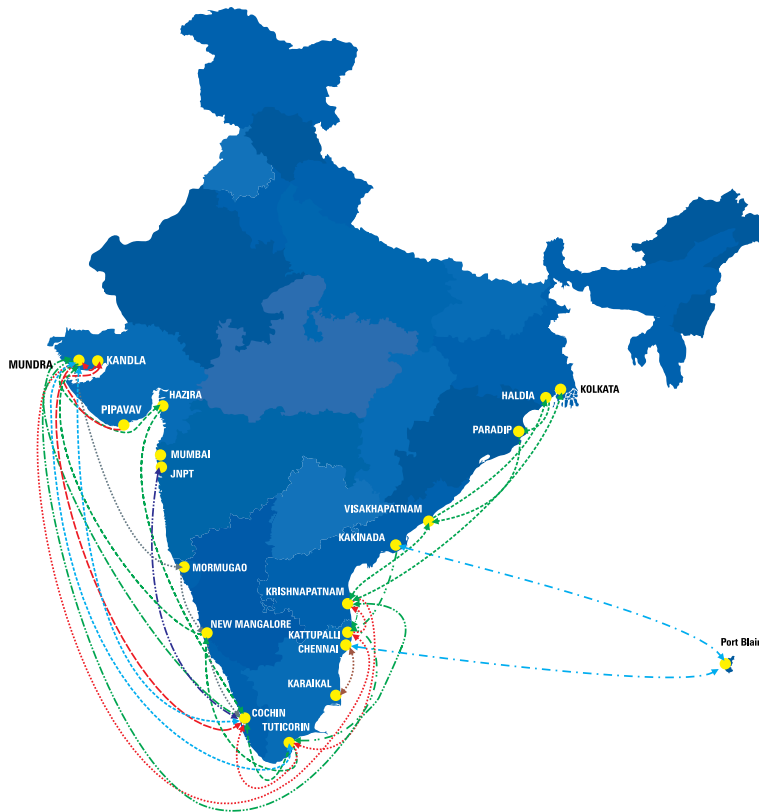 MUNDRA
KANDLA
HAZIRA
PIPAVAV
MUMBAI
JNPT
MORMUGAO
NEW MANGALORE
COCHIN
TUTICORIN
KARAIKAL
CHENNAI
KATTUPALLI
KRISHNAPATNAM
KAKINADA
VISAKHAPATNAM
PARADIP
HALDIA
KOLKATA
Port Blair